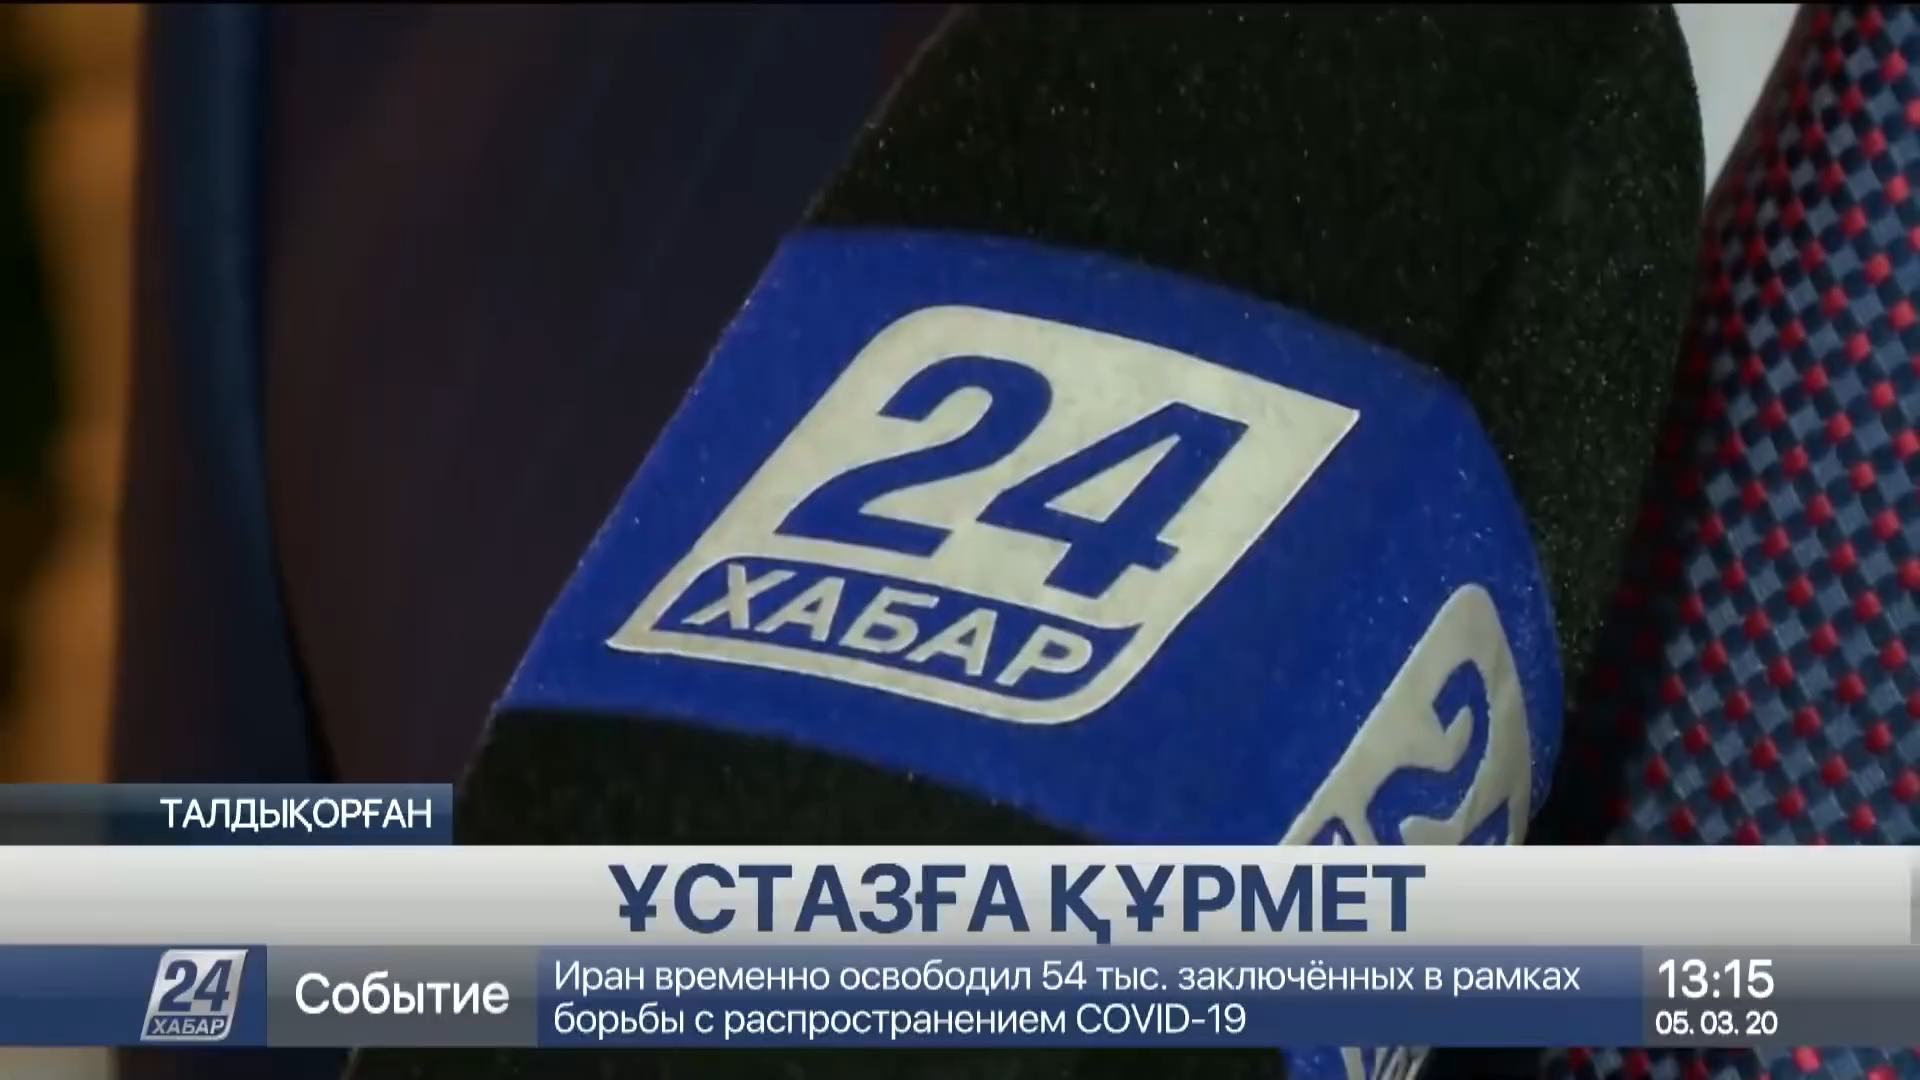 24
ХАБАР
2
ТАЛДЫҚОРҒАН
ҰСТАЗҒА ҚҰРМЕТ
24
ХАБАР
Событие
Иран временно освободил 54 тыс. заключённых в рамках
борьбы с распространением COVID-19
13:15
05. 03. 20